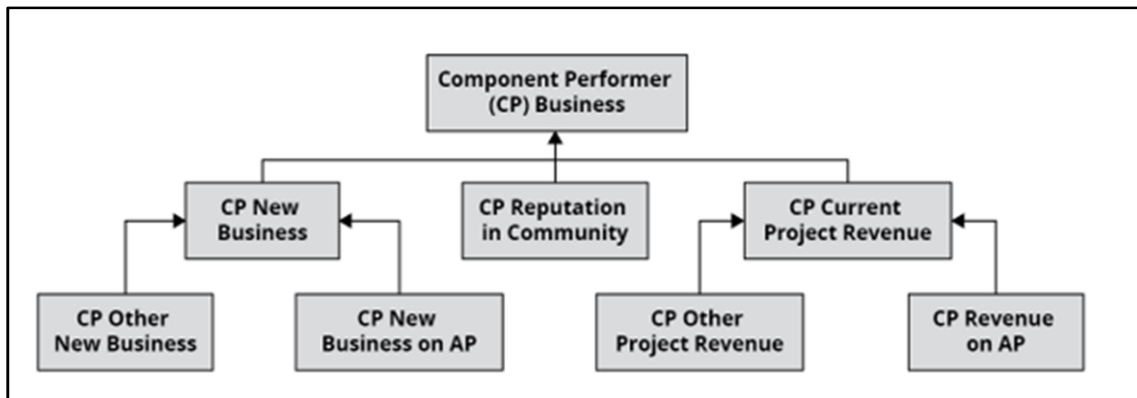 Component Performer
(CP) Business
CP New
Business
CP Reputation
in Community
CP Current
Project Revenue
CP Other
New Business
CP New
Business on AP
CP Other
Project Revenue
CP Revenue
on AP